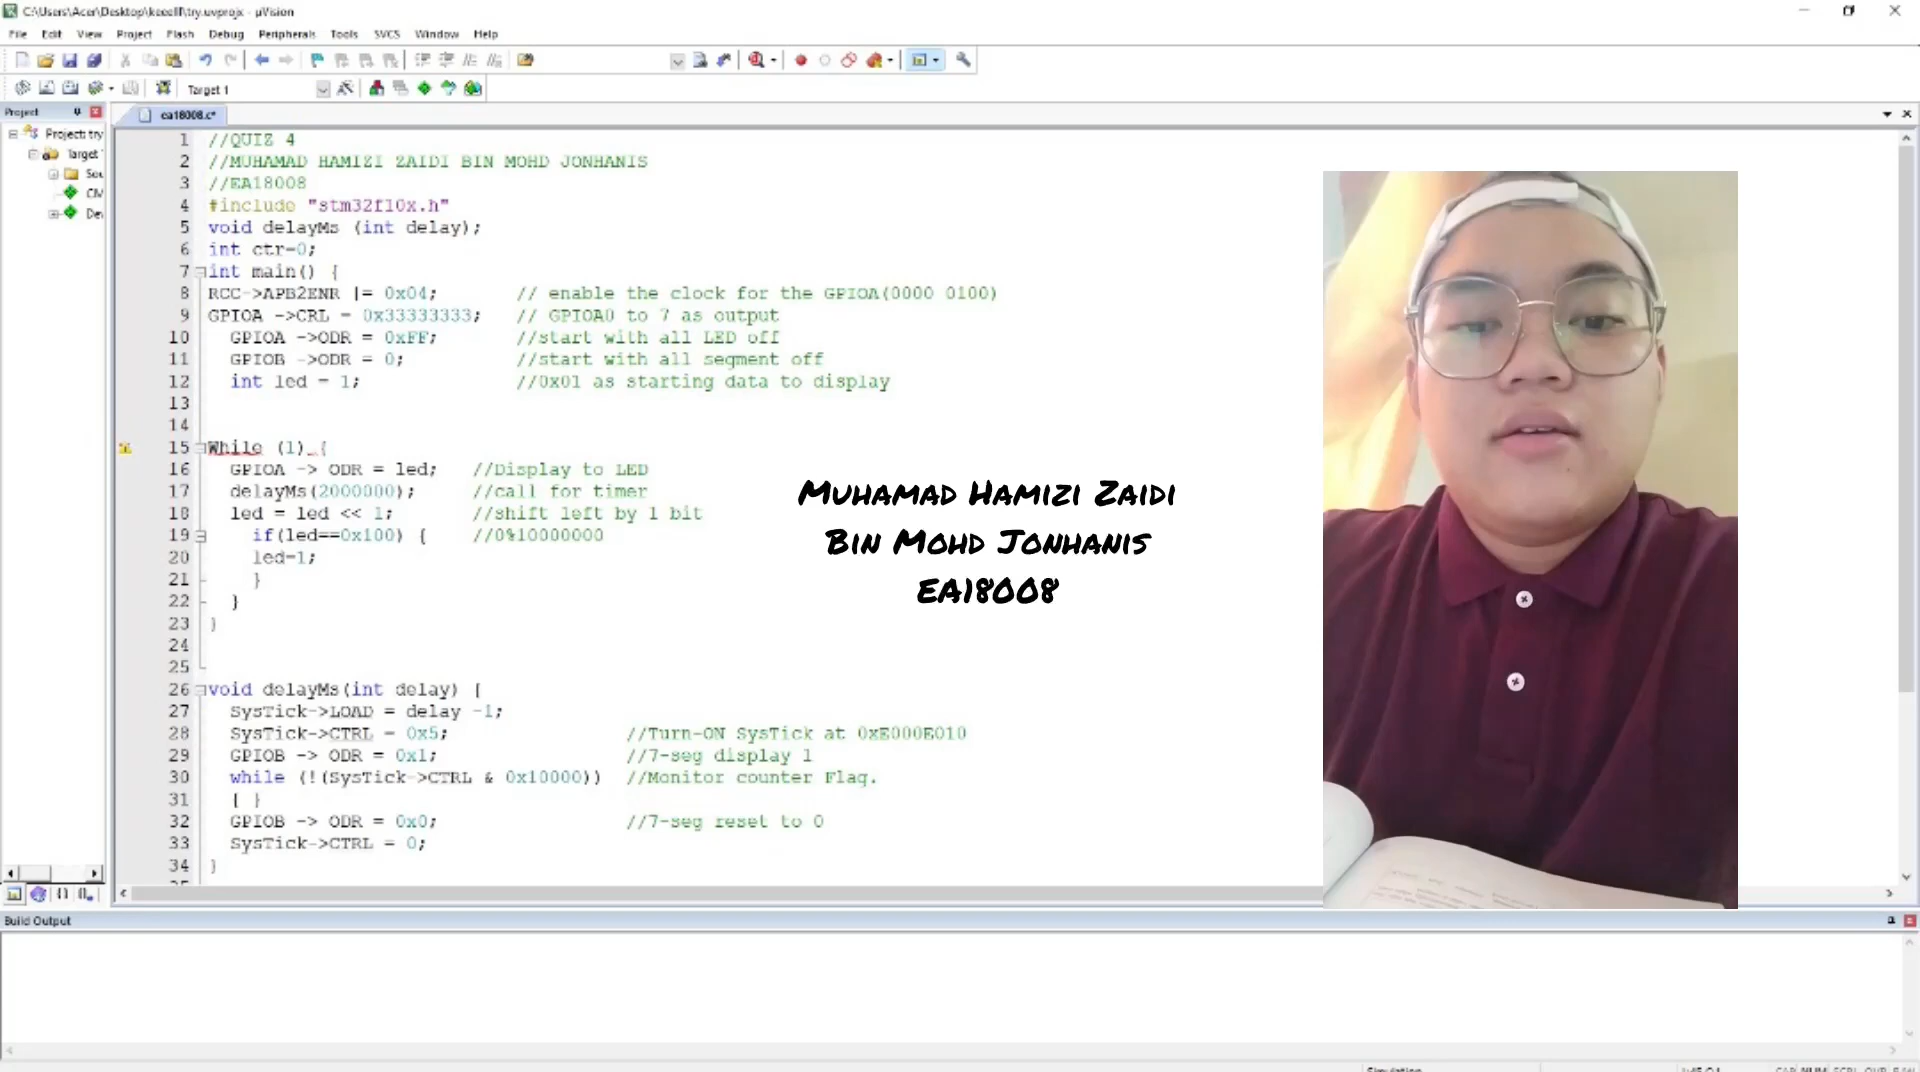 C:\Users\Acer\Desktop\keeelll\try.uvprojx - µVision
File Edit View Project Flash Debug Peripherals Tools SVCS Window Help
Target 1
Project
ea18008.c*
Project: try
Target
Sou
CM
De
1 //QUIZ 4
2 //MUHAMAD HAMIZI ZAIDI BIN MOHD JONHANIS
3 //EA18008
4 #include "stm32f10x.h"
5 void delayMs (int delay);
6 int ctr=0;
7 int main() {
8 RCC->APB2ENR |= 0x04; // enable the clock for the GPIOA(0000 0100)
9 GPIOA ->CRL = 0x33333333; // GPIOA0 to 7 as output
10 GPIOA ->ODR = 0xFF; //start with all LED off
11 GPIOB ->ODR = 0; //start with all segment off
12 int led = 1; //0x01 as starting data to display
13
14
15 While (1) {
16 GPIOA -> ODR = led; //Display to LED
17 delayMs(2000000); //call for timer
18 led = led << 1; //shift left by 1 bit
19 if(led==0x100) { //0%10000000
20 led=1;
21 }
22 }
23 }
24
25
26 void delayMs(int delay) {
27 SysTick->LOAD = delay -1;
28 SysTick->CTRL = 0x5; //Turn-ON SysTick at 0xE000E010
29 GPIOB -> ODR = 0x1; //7-seg display 1
30 while (!(SysTick->CTRL & 0x10000)) //Monitor counter Flag.
31 { }
32 GPIOB -> ODR = 0x0; //7-seg reset to 0
33 SysTick->CTRL = 0;
34 }
Muhamad Hamizi Zaidi
Bin Mohd Jonhanis
EA18008
Build Output